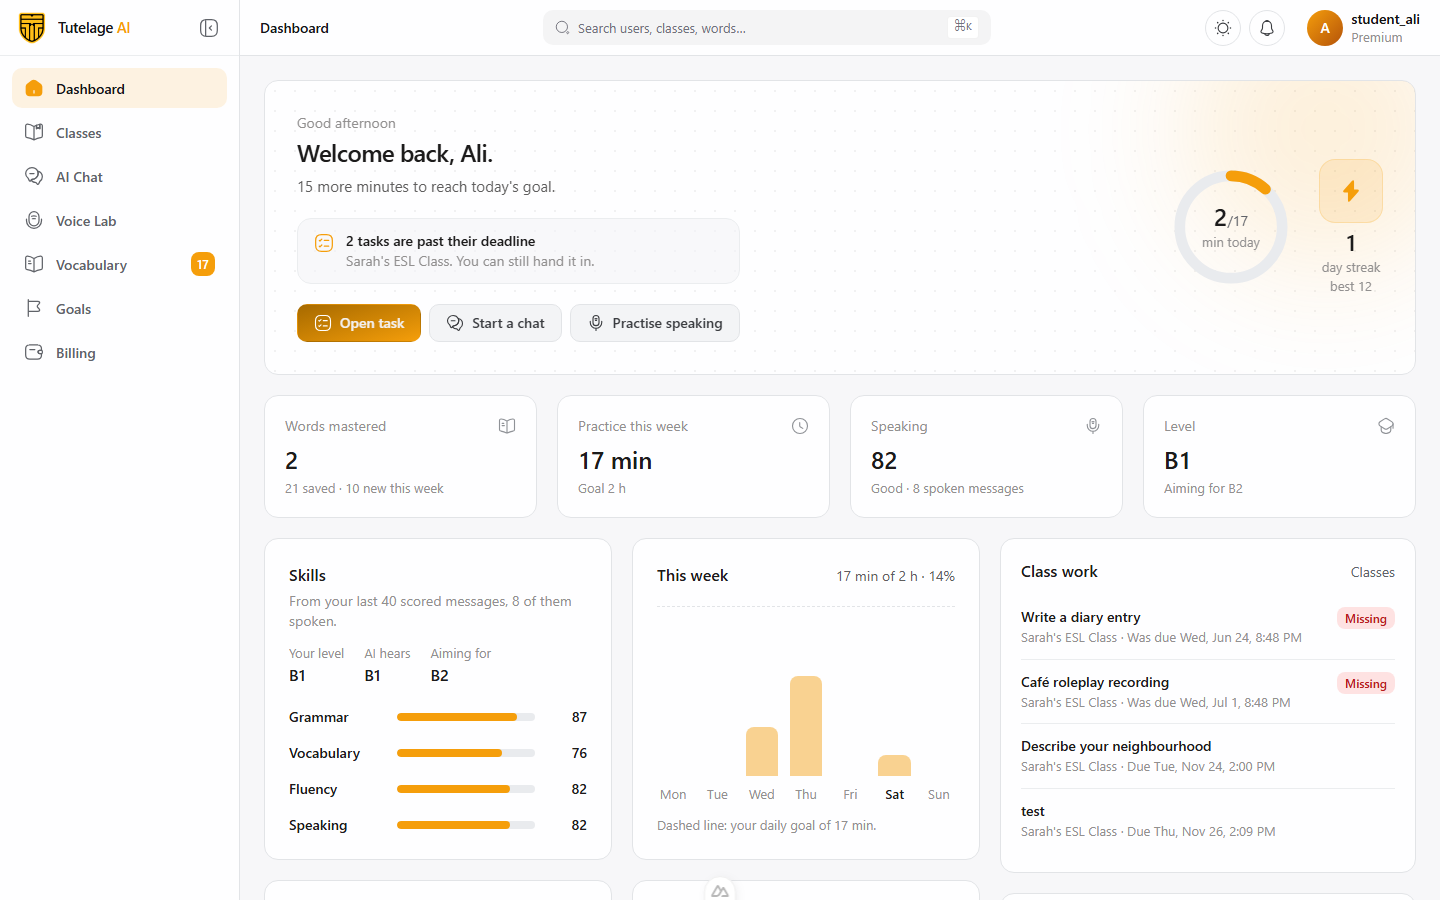 Tutelage AI
Dashboard
Classes
AI Chat
Voice Lab
Vocabulary 17
Goals
Billing
Dashboard
Search users, classes, words...
⌘K
A
student_ali
Premium
Good afternoon
Welcome back, Ali.
15 more minutes to reach today's goal.
2 tasks are past their deadline
Sarah's ESL Class. You can still hand it in.
Open task
Start a chat
Practise speaking
2/17
min today
1
day streak
best 12
Words mastered
2
21 saved · 10 new this week
Practice this week
17 min
Goal 2 h
Speaking
82
Good · 8 spoken messages
Level
B1
Aiming for B2
Skills
From your last 40 scored messages, 8 of them
spoken.
Your level AI hears Aiming for
B1 B1 B2
Grammar 87
Vocabulary 76
Fluency 82
Speaking 82
This week 17 min of 2 h · 14%
Mon Tue Wed Thu Fri Sat Sun
Dashed line: your daily goal of 17 min.
Class work Classes
Write a diary entry Missing
Sarah's ESL Class · Was due Wed, Jun 24, 8:48 PM
Café roleplay recording Missing
Sarah's ESL Class · Was due Wed, Jul 1, 8:48 PM
Describe your neighbourhood
Sarah's ESL Class · Due Tue, Nov 24, 2:00 PM
test
Sarah's ESL Class · Due Thu, Nov 26, 2:09 PM